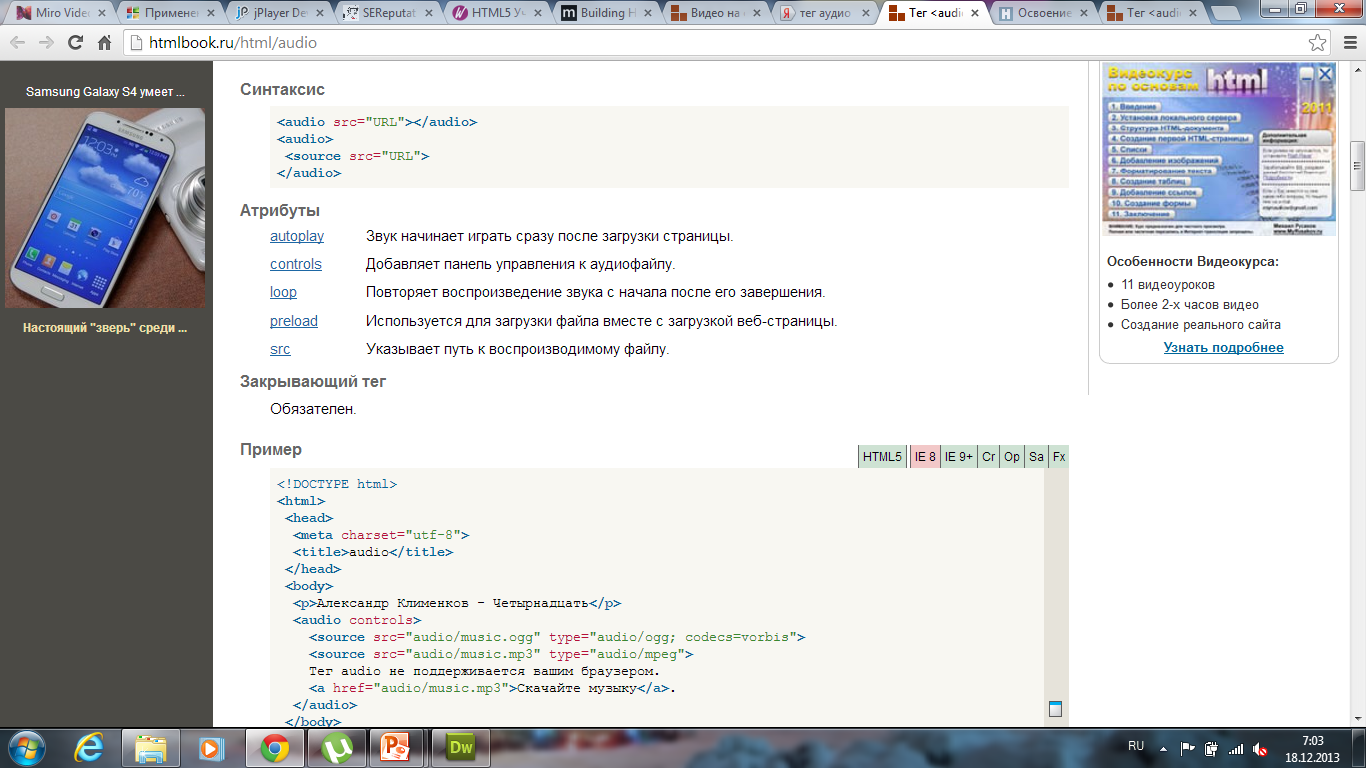 Miro Video
Применен
jPlayer De
SEReputat
HTML5 Уч
Building H
Видео на
тег аудио
Тег <audi
Освоение
Тег <audi
htmlbook.ru/html/audio
Samsung Galaxy S4 умеет ...
SAMSUNG
Настоящий "зверь" среди ...
Синтаксис
<audio src="URL"></audio>
<audio>
<source src="URL">
</audio>
Атрибуты
autoplay Звук начинает играть сразу после загрузки страницы.
controls Добавляет панель управления к аудиофайлу.
loop Повторяет воспроизведение звука с начала после его завершения.
preload Используется для загрузки файла вместе с загрузкой веб-страницы.
src Указывает путь к воспроизводимому файлу.
Закрывающий тег
Обязателен.
Пример
HTML5 IE 8 IE 9+ Cr Op Sa Fx
<!DOCTYPE html>
<html>
<head>
<meta charset="utf-8">
<title>audio</title>
</head>
<body>
<p>Александр Клименков - Четырнадцать</p>
<audio controls>
<source src="audio/music.ogg" type="audio/ogg; codecs=vorbis">
<source src="audio/music.mp3" type="audio/mpeg">
Тег audio не поддерживается вашим браузером.
<a href="audio/music.mp3">Скачайте музыку</a>.
</audio>
</body>
Видеокурс
по основам html
2011
1. Введение
2. Установка локального сервера
3. Структура HTML-документа
4. Создание первой HTML-страницы
5. Списки
6. Добавление изображений
7. Форматирование текста
8. Создание таблиц
9. Добавление ссылок
10. Создание формы
11. Заключение
Дополнительная
информация:
Михаил Русаков
Особенности Видеокурса:
11 видеоуроков
Более 2-х часов видео
Создание реального сайта
Узнать подробнее
Dw
RU
7:03
18.12.2013